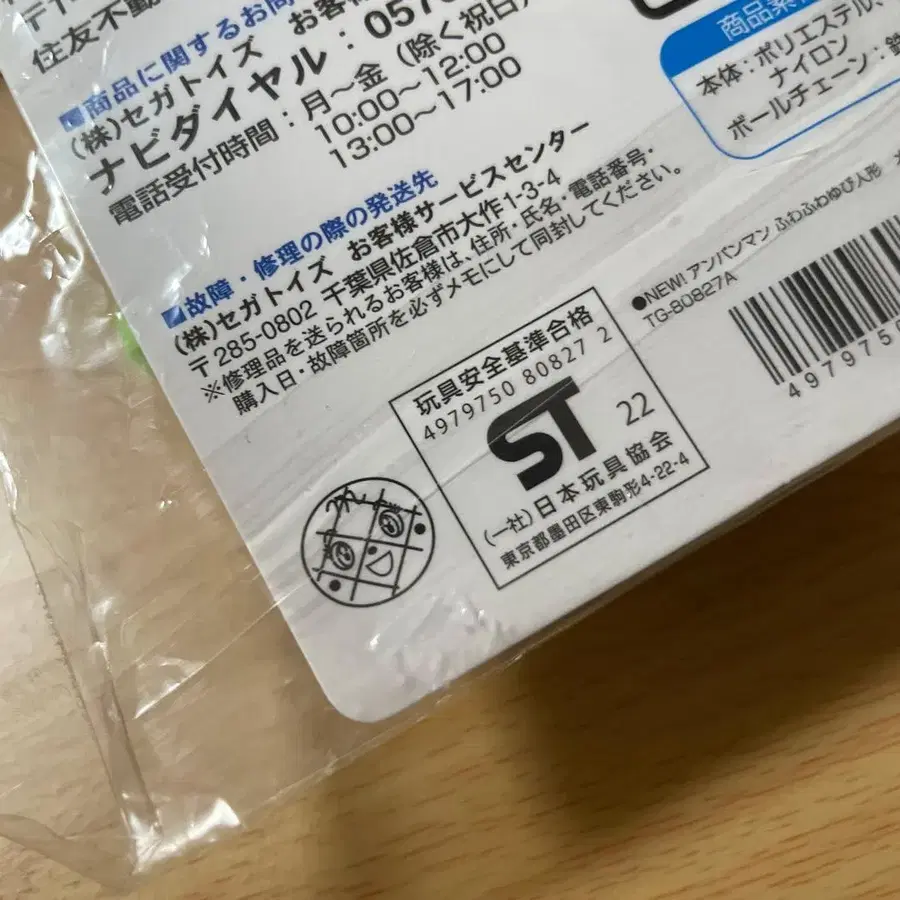 住友不動
■商品に関するお問
(株)セガトイズ お客様
ナビダイヤル:057
電話受付時間:月~金(除く祝日)
10:00~12:00
13:00~17:00
■故障・修理の際の発送先
(株)セガトイズ お客様サービスセンター
〒285-0802 千葉県佐倉市大作1-3-4
※修理品を送られるお客様は、住所・氏名・電話番号・
購入日・故障箇所を必ずメモにして同封してください。
商品素材
本体:ポリエステル、
ナイロン
ボールチェーン:鉄
●NEW! アンパンマン ふわふわゆび人形
TG-80827A
497975
玩具安全基準合格
4979750 80827 2
ST 22
(一社)日本玩具協会
東京都墨田区東駒形4-22-4